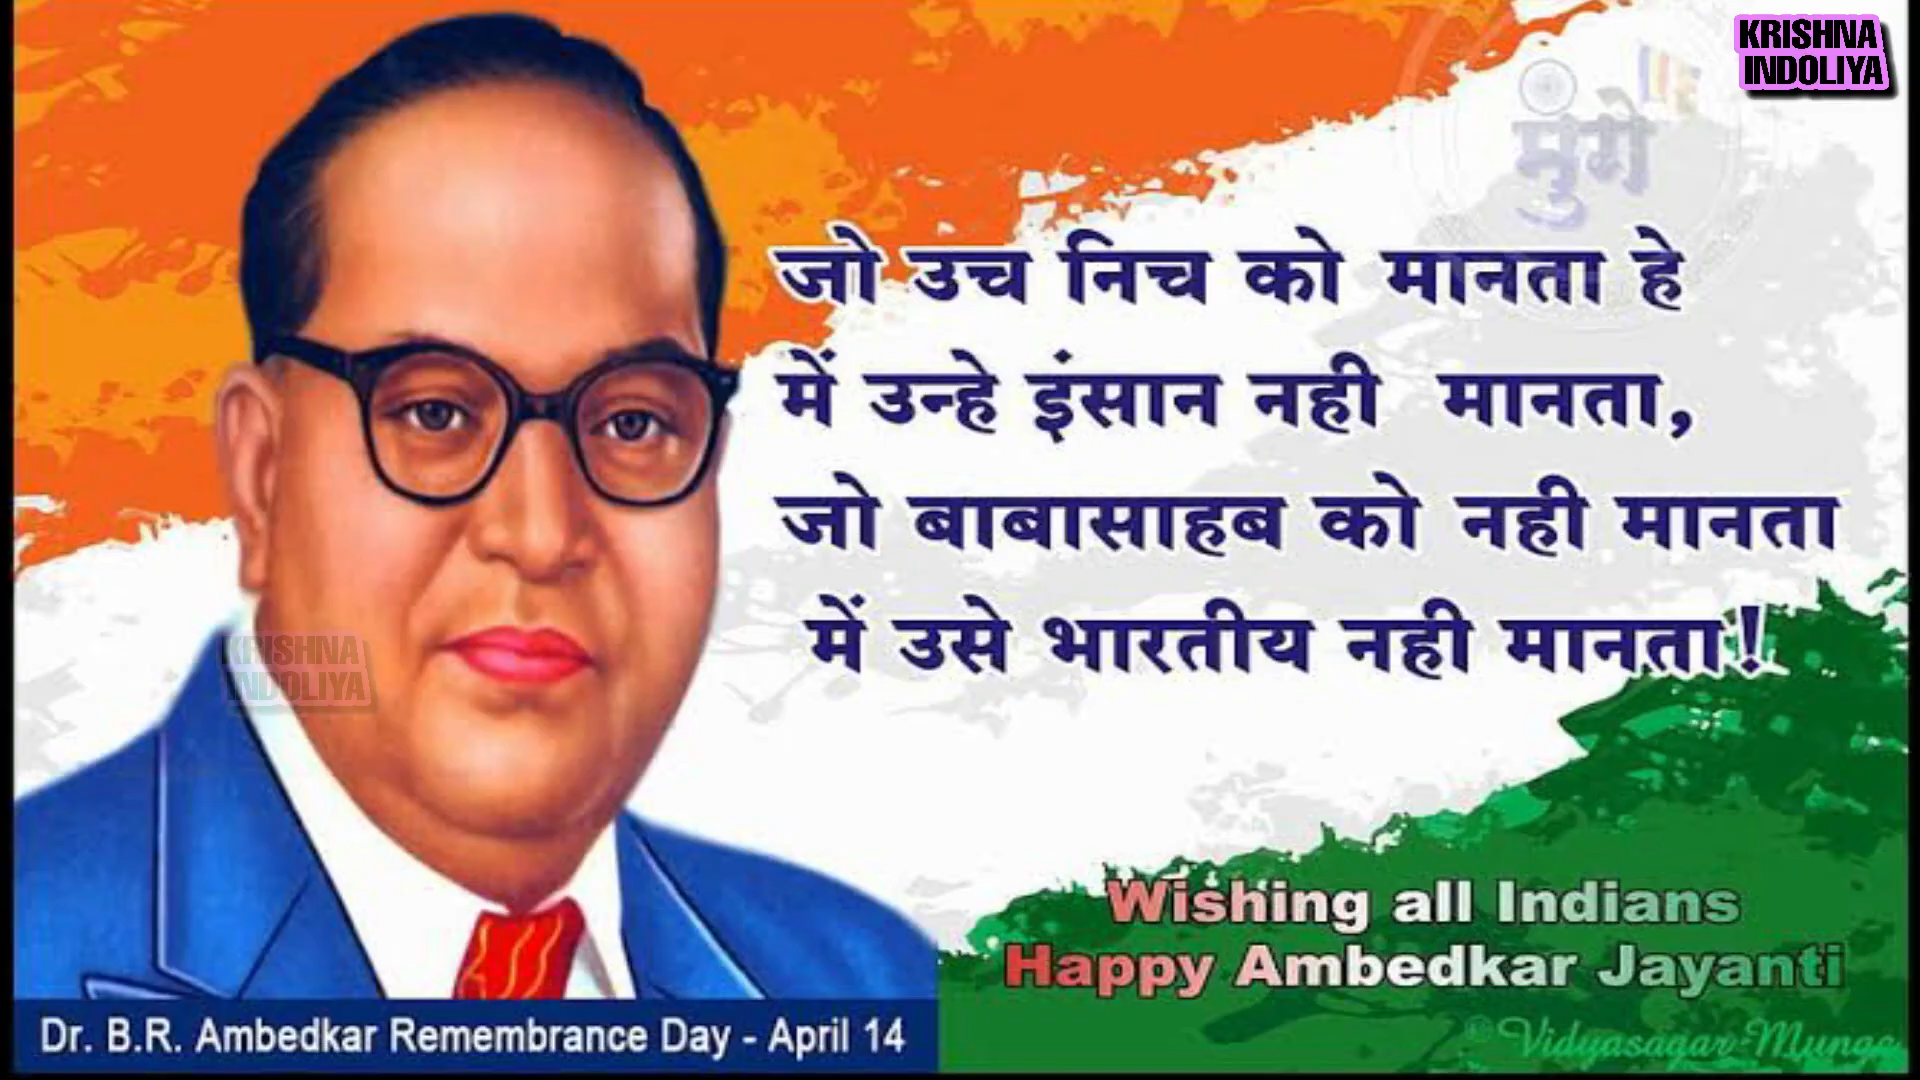 KRISHNA
INDOLIYA
मुंगे
जो उच निच को मानता हे
में उन्हे इंसान नही मानता,
जो बाबासाहब को नही मानता
में उसे भारतीय नही मानता!
KRISHNA
INDOLIYA
Wishing all Indians
Happy Ambedkar Jayanti
Dr. B.R. Ambedkar Remembrance Day - April 14
©Vidyasagar Munge